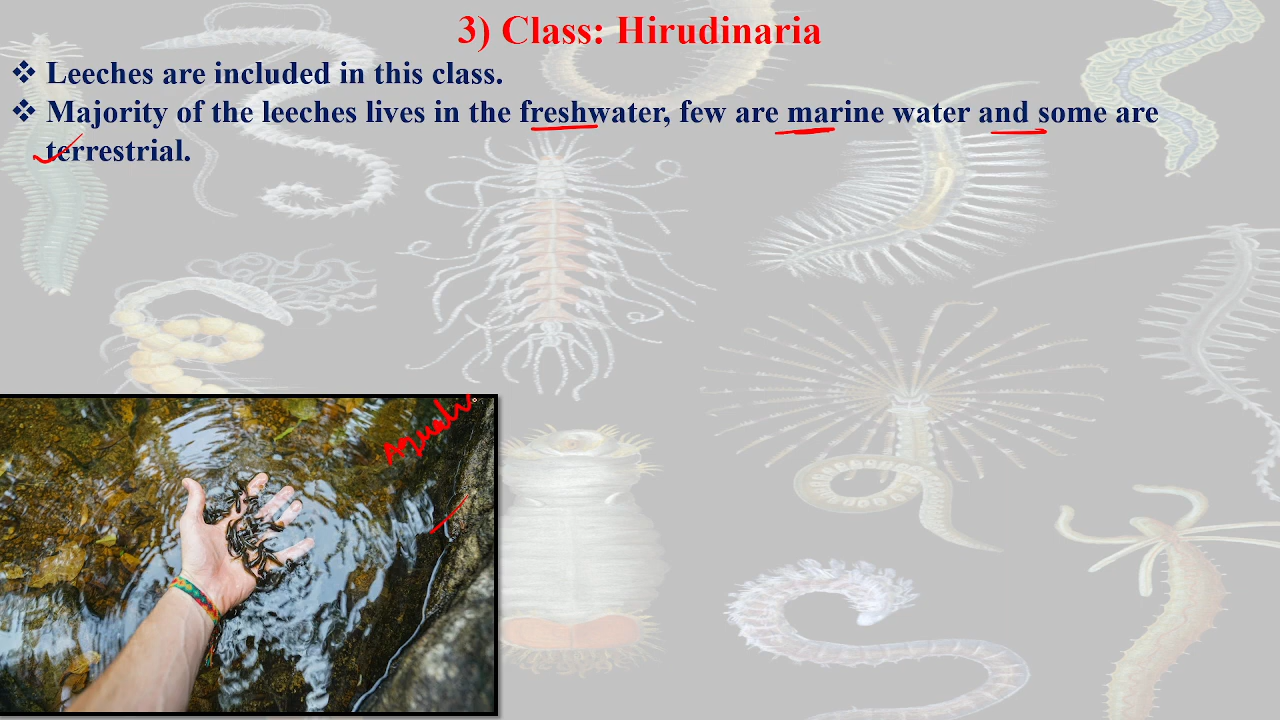 3) Class: Hirudinaria
❖ Leeches are included in this class.
❖ Majority of the leeches lives in the freshwater, few are marine water and some are
terrestrial.